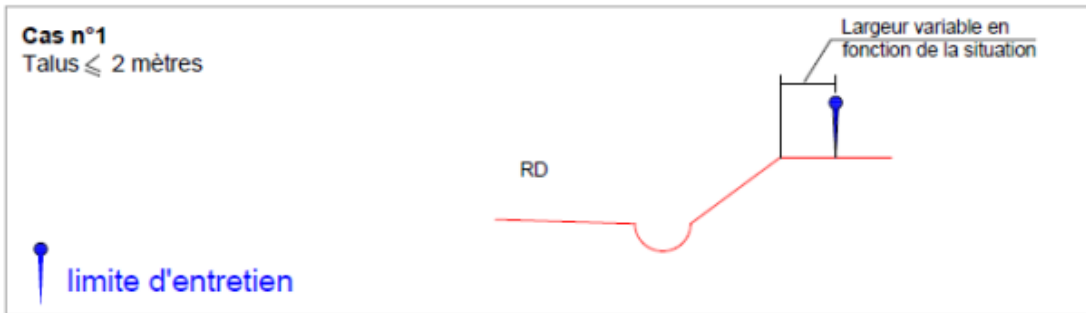 Cas n°1
Talus ⩽ 2 mètres
Largeur variable en
fonction de la situation
RD
limite d'entretien